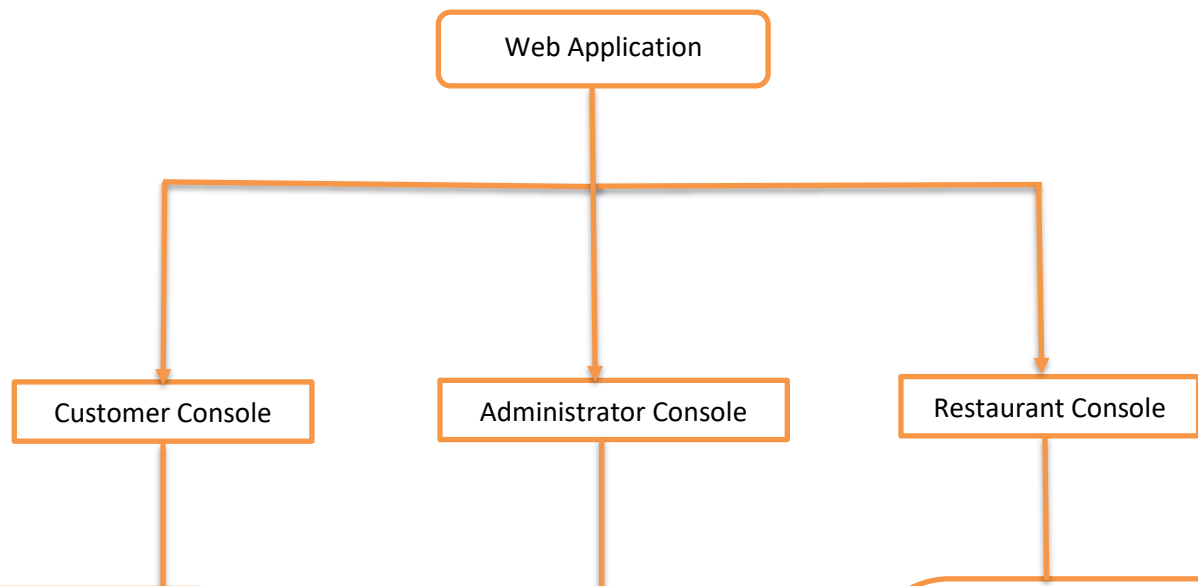 Web Application
Customer Console
Administrator Console
Restaurant Console